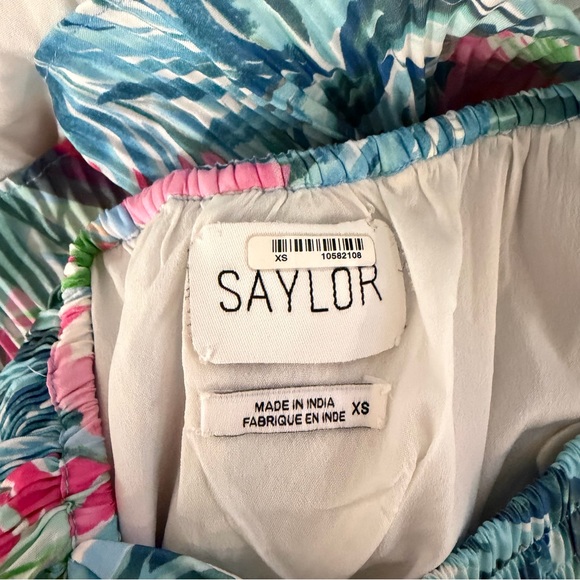 XS 10582108
SAYLOR
MADE IN INDIA XS
FABRIQUE EN INDE